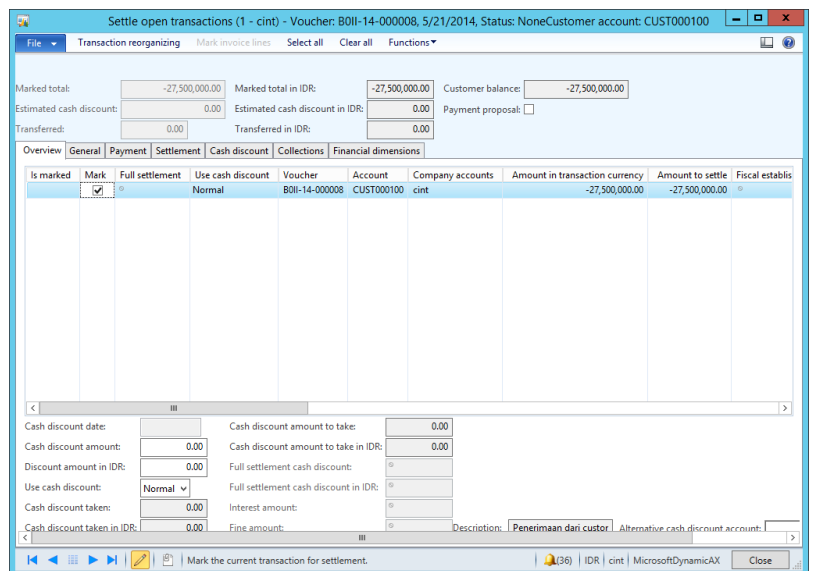 Settle open transactions (1 - cint) - Voucher: B0II-14-000008, 5/21/2014, Status: NoneCustomer account: CUST000100
File Transaction reorganizing Mark invoice lines Select all Clear all Functions
Marked total: -27,500,000.00 Marked total in IDR: -27,500,000.00 Customer balance: -27,500,000.00
Estimated cash discount: 0.00 Estimated cash discount in IDR: 0.00 Payment proposal:
Transferred: 0.00 Transferred in IDR: 0.00
Overview General Payment Settlement Cash discount Collections Financial dimensions
Is marked Mark Full settlement Use cash discount Voucher Account Company accounts Amount in transaction currency Amount to settle Fiscal establis
Normal B0II-14-000008 CUST000100 cint -27,500,000.00 -27,500,000.00
Cash discount date: Cash discount amount to take: 0.00
Cash discount amount: 0.00 Cash discount amount to take in IDR: 0.00
Discount amount in IDR: 0.00 Full settlement cash discount:
Use cash discount: Normal Full settlement cash discount in IDR:
Cash discount taken: 0.00 Interest amount:
Cash discount taken in IDR: 0.00 Fine amount: Description: Penerimaan dari custor Alternative cash discount account:
Mark the current transaction for settlement. (36) IDR cint MicrosoftDynamicAX Close